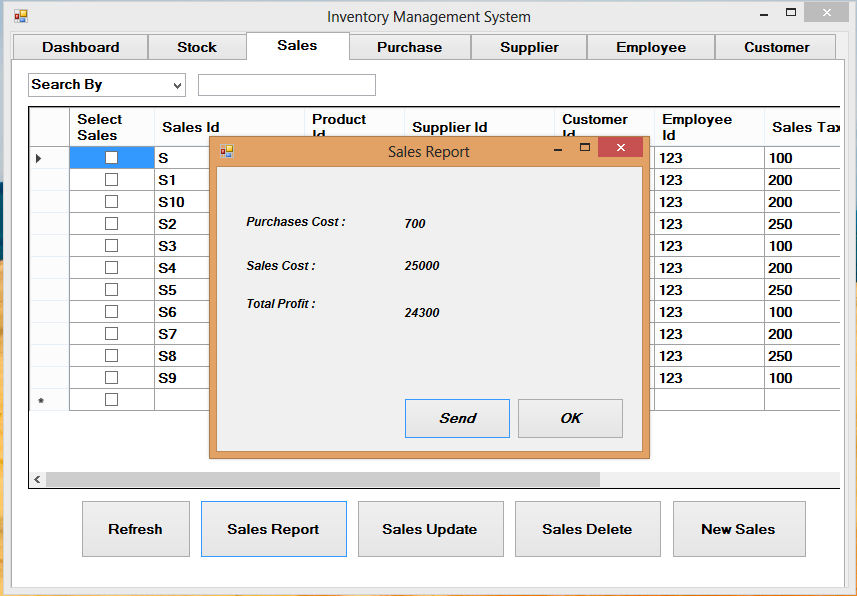 Inventory Management System
Dashboard Stock Sales Purchase Supplier Employee Customer
Search By
Select Sales Sales Id Product Id Supplier Id Customer Id Employee Id Sales Tax
Sales Report
S 123 100
S1 123 200
S10 123 200
S2 123 250
S3 123 100
S4 123 200
S5 123 250
S6 123 100
S7 123 200
S8 123 250
S9 123 100
Purchases Cost : 700
Sales Cost : 25000
Total Profit : 24300
Send OK
Refresh Sales Report Sales Update Sales Delete New Sales